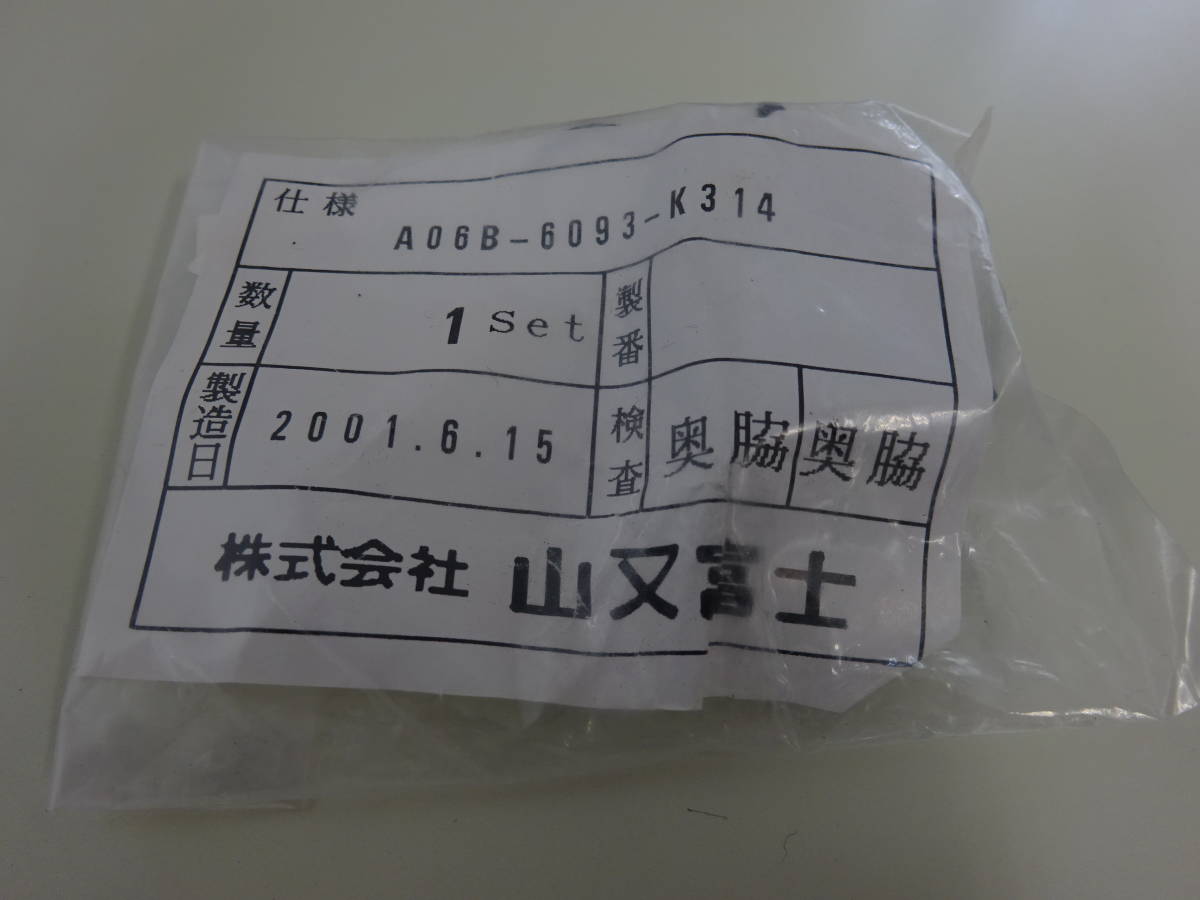 仕様 A06B-6093-K314
数量 1 Set 製番
製造日 2001.6.15 検査 奥脇 奥脇
株式会社 山又富士